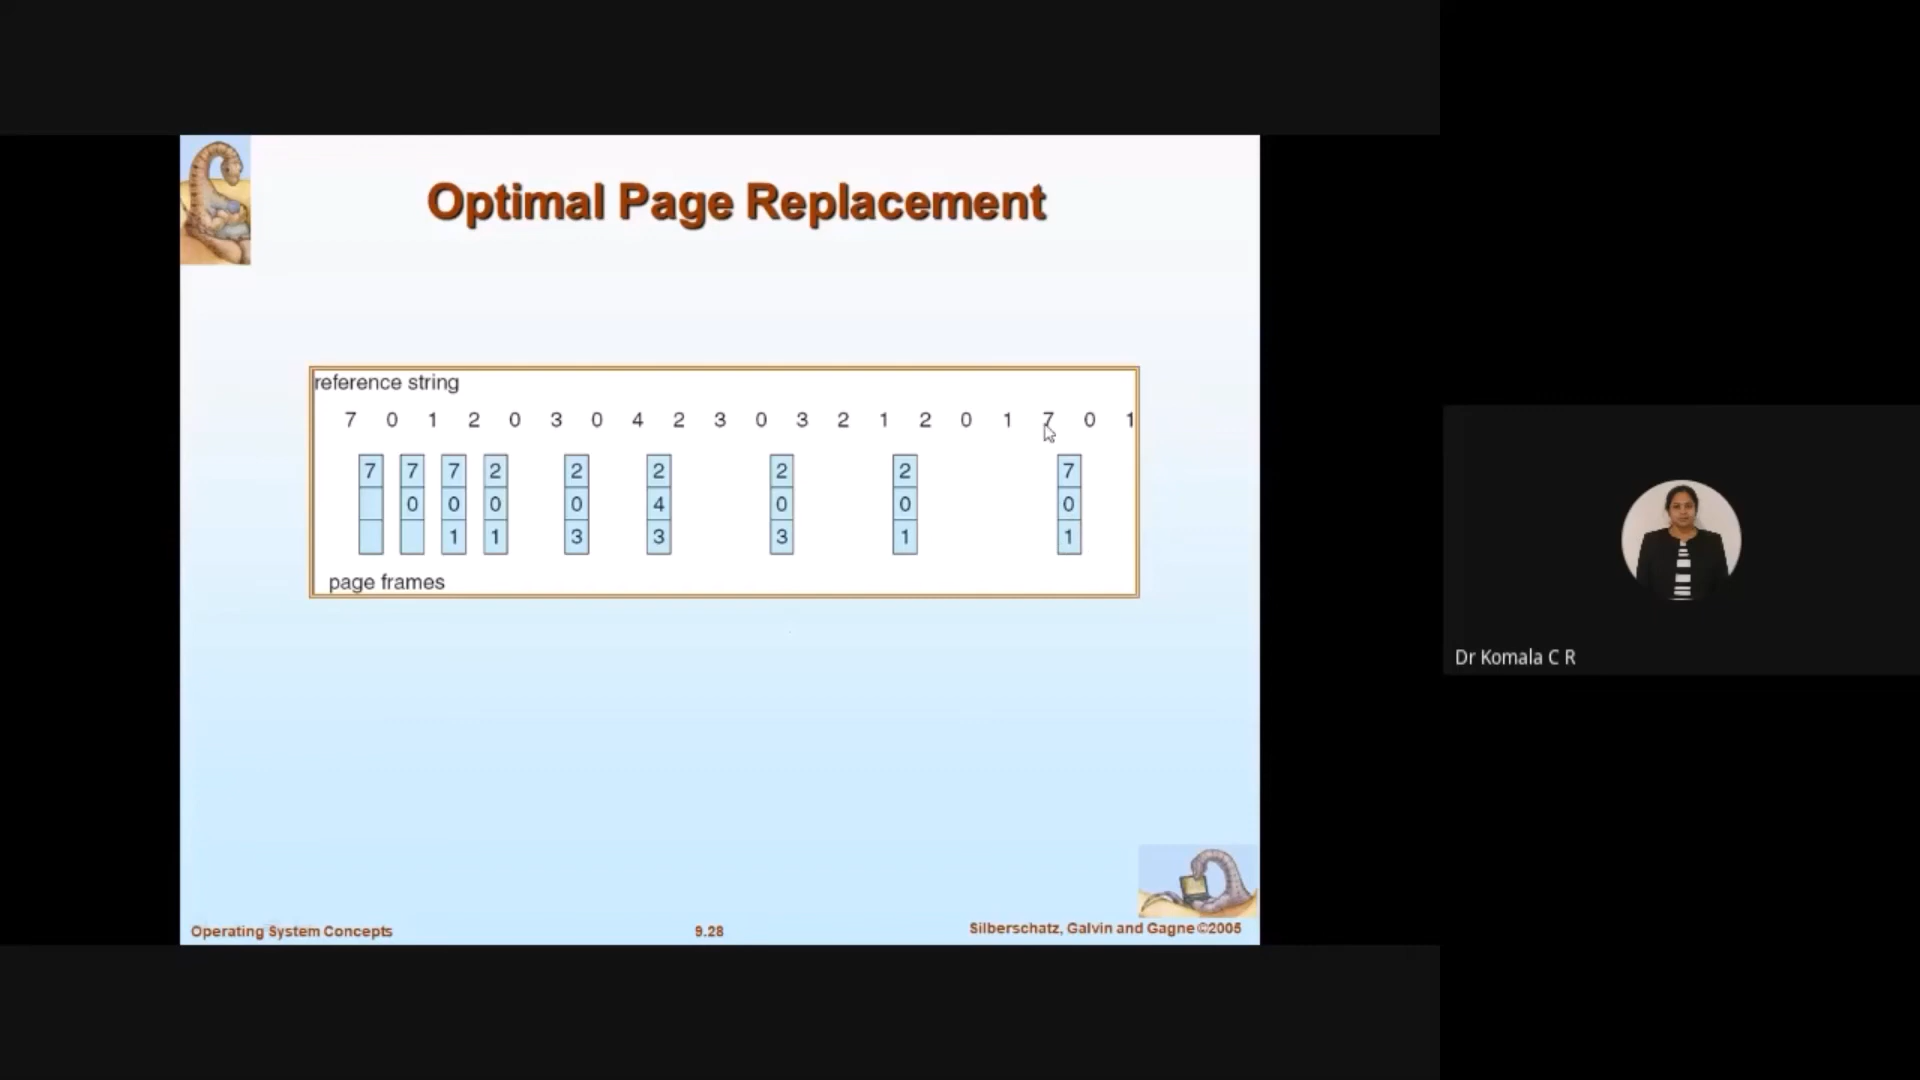 Optimal Page Replacement
reference string
7 0 1 2 0 3 0 4 2 3 0 3 2 1 2 0 1 7 0 1
7 7 7 2 2 2 2 2 7
0 0 0 0 4 0 0 0
1 1 3 3 3 1 1
page frames
Dr Komala C R
Operating System Concepts 9.28 Silberschatz, Galvin and Gagne ©2005